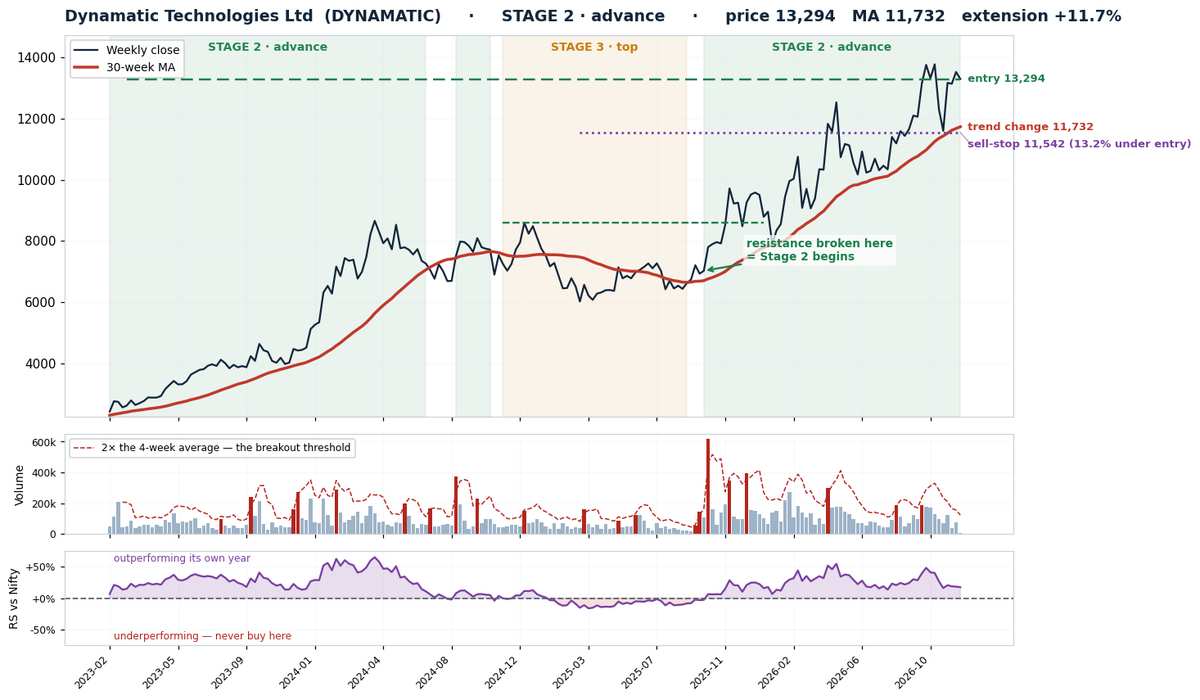 Dynamatic Technologies Ltd  (DYNAMATIC)     ·     STAGE 2 · advance     ·     price 13,294   MA 11,732   extension +11.7%
Weekly close
30-week MA
STAGE 2 · advance
STAGE 3 · top
STAGE 2 · advance
14000
12000
10000
8000
6000
4000
entry 13,294
trend change 11,732
sell-stop 11,542 (13.2% under entry)
resistance broken here
= Stage 2 begins
Volume
600k
400k
200k
0
2× the 4-week average — the breakout threshold
RS vs Nifty
+50%
+0%
-50%
outperforming its own year
underperforming — never buy here
2023-02
2023-05
2023-09
2024-01
2024-04
2024-08
2024-12
2025-03
2025-07
2025-11
2026-02
2026-06
2026-10